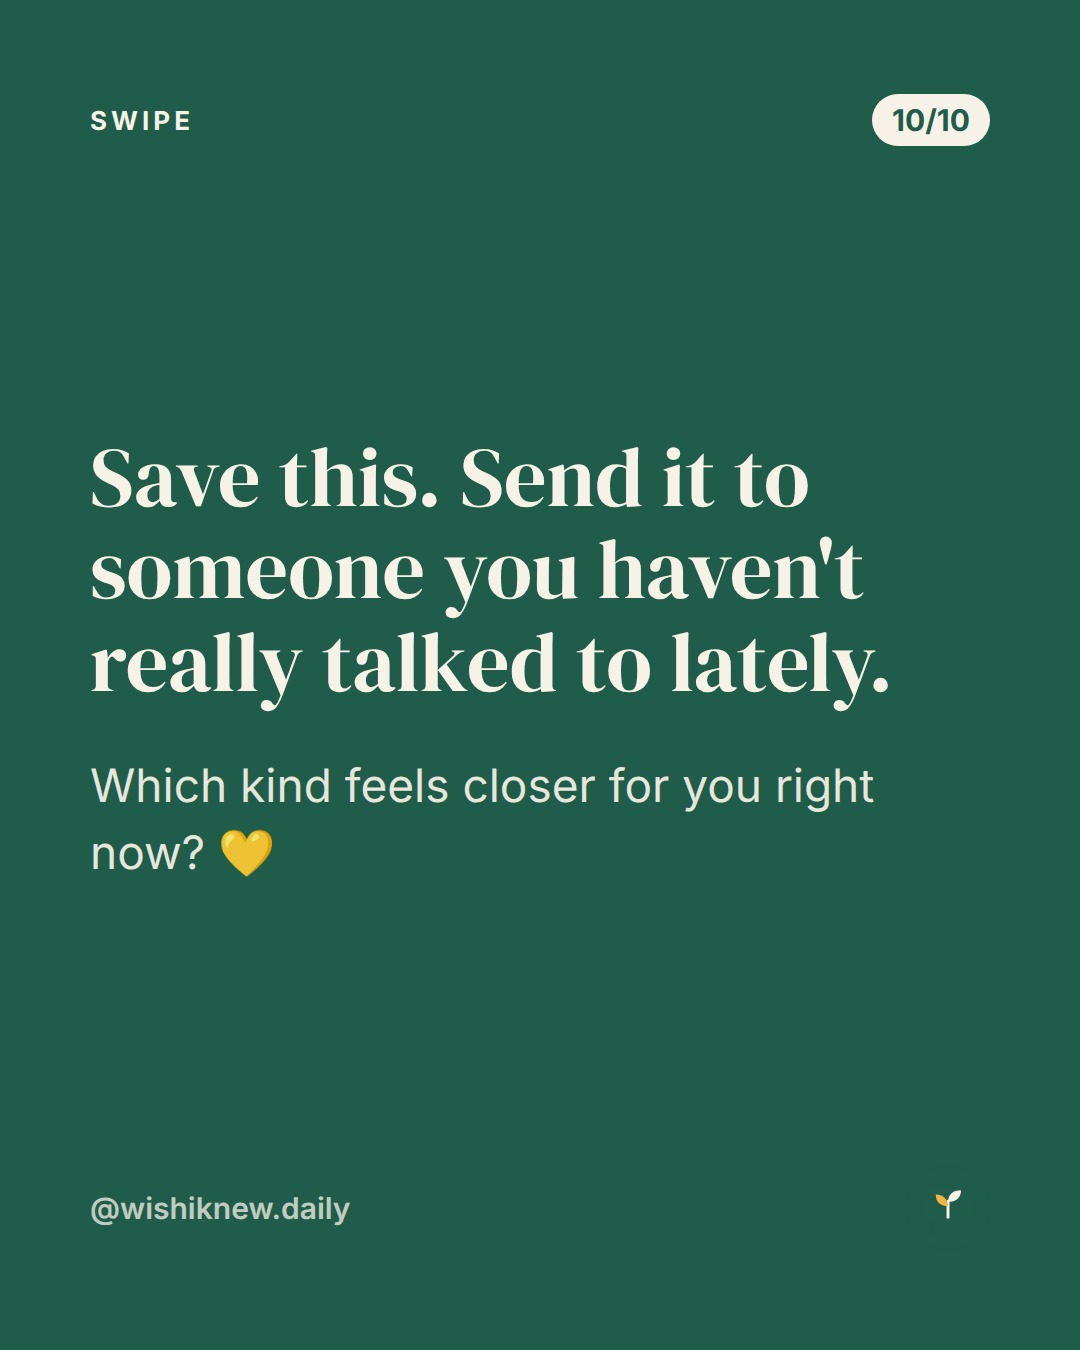 SWIPE
10/10
Save this. Send it to
someone you haven't
really talked to lately.
Which kind feels closer for you right
now? 💛
@wishiknew.daily